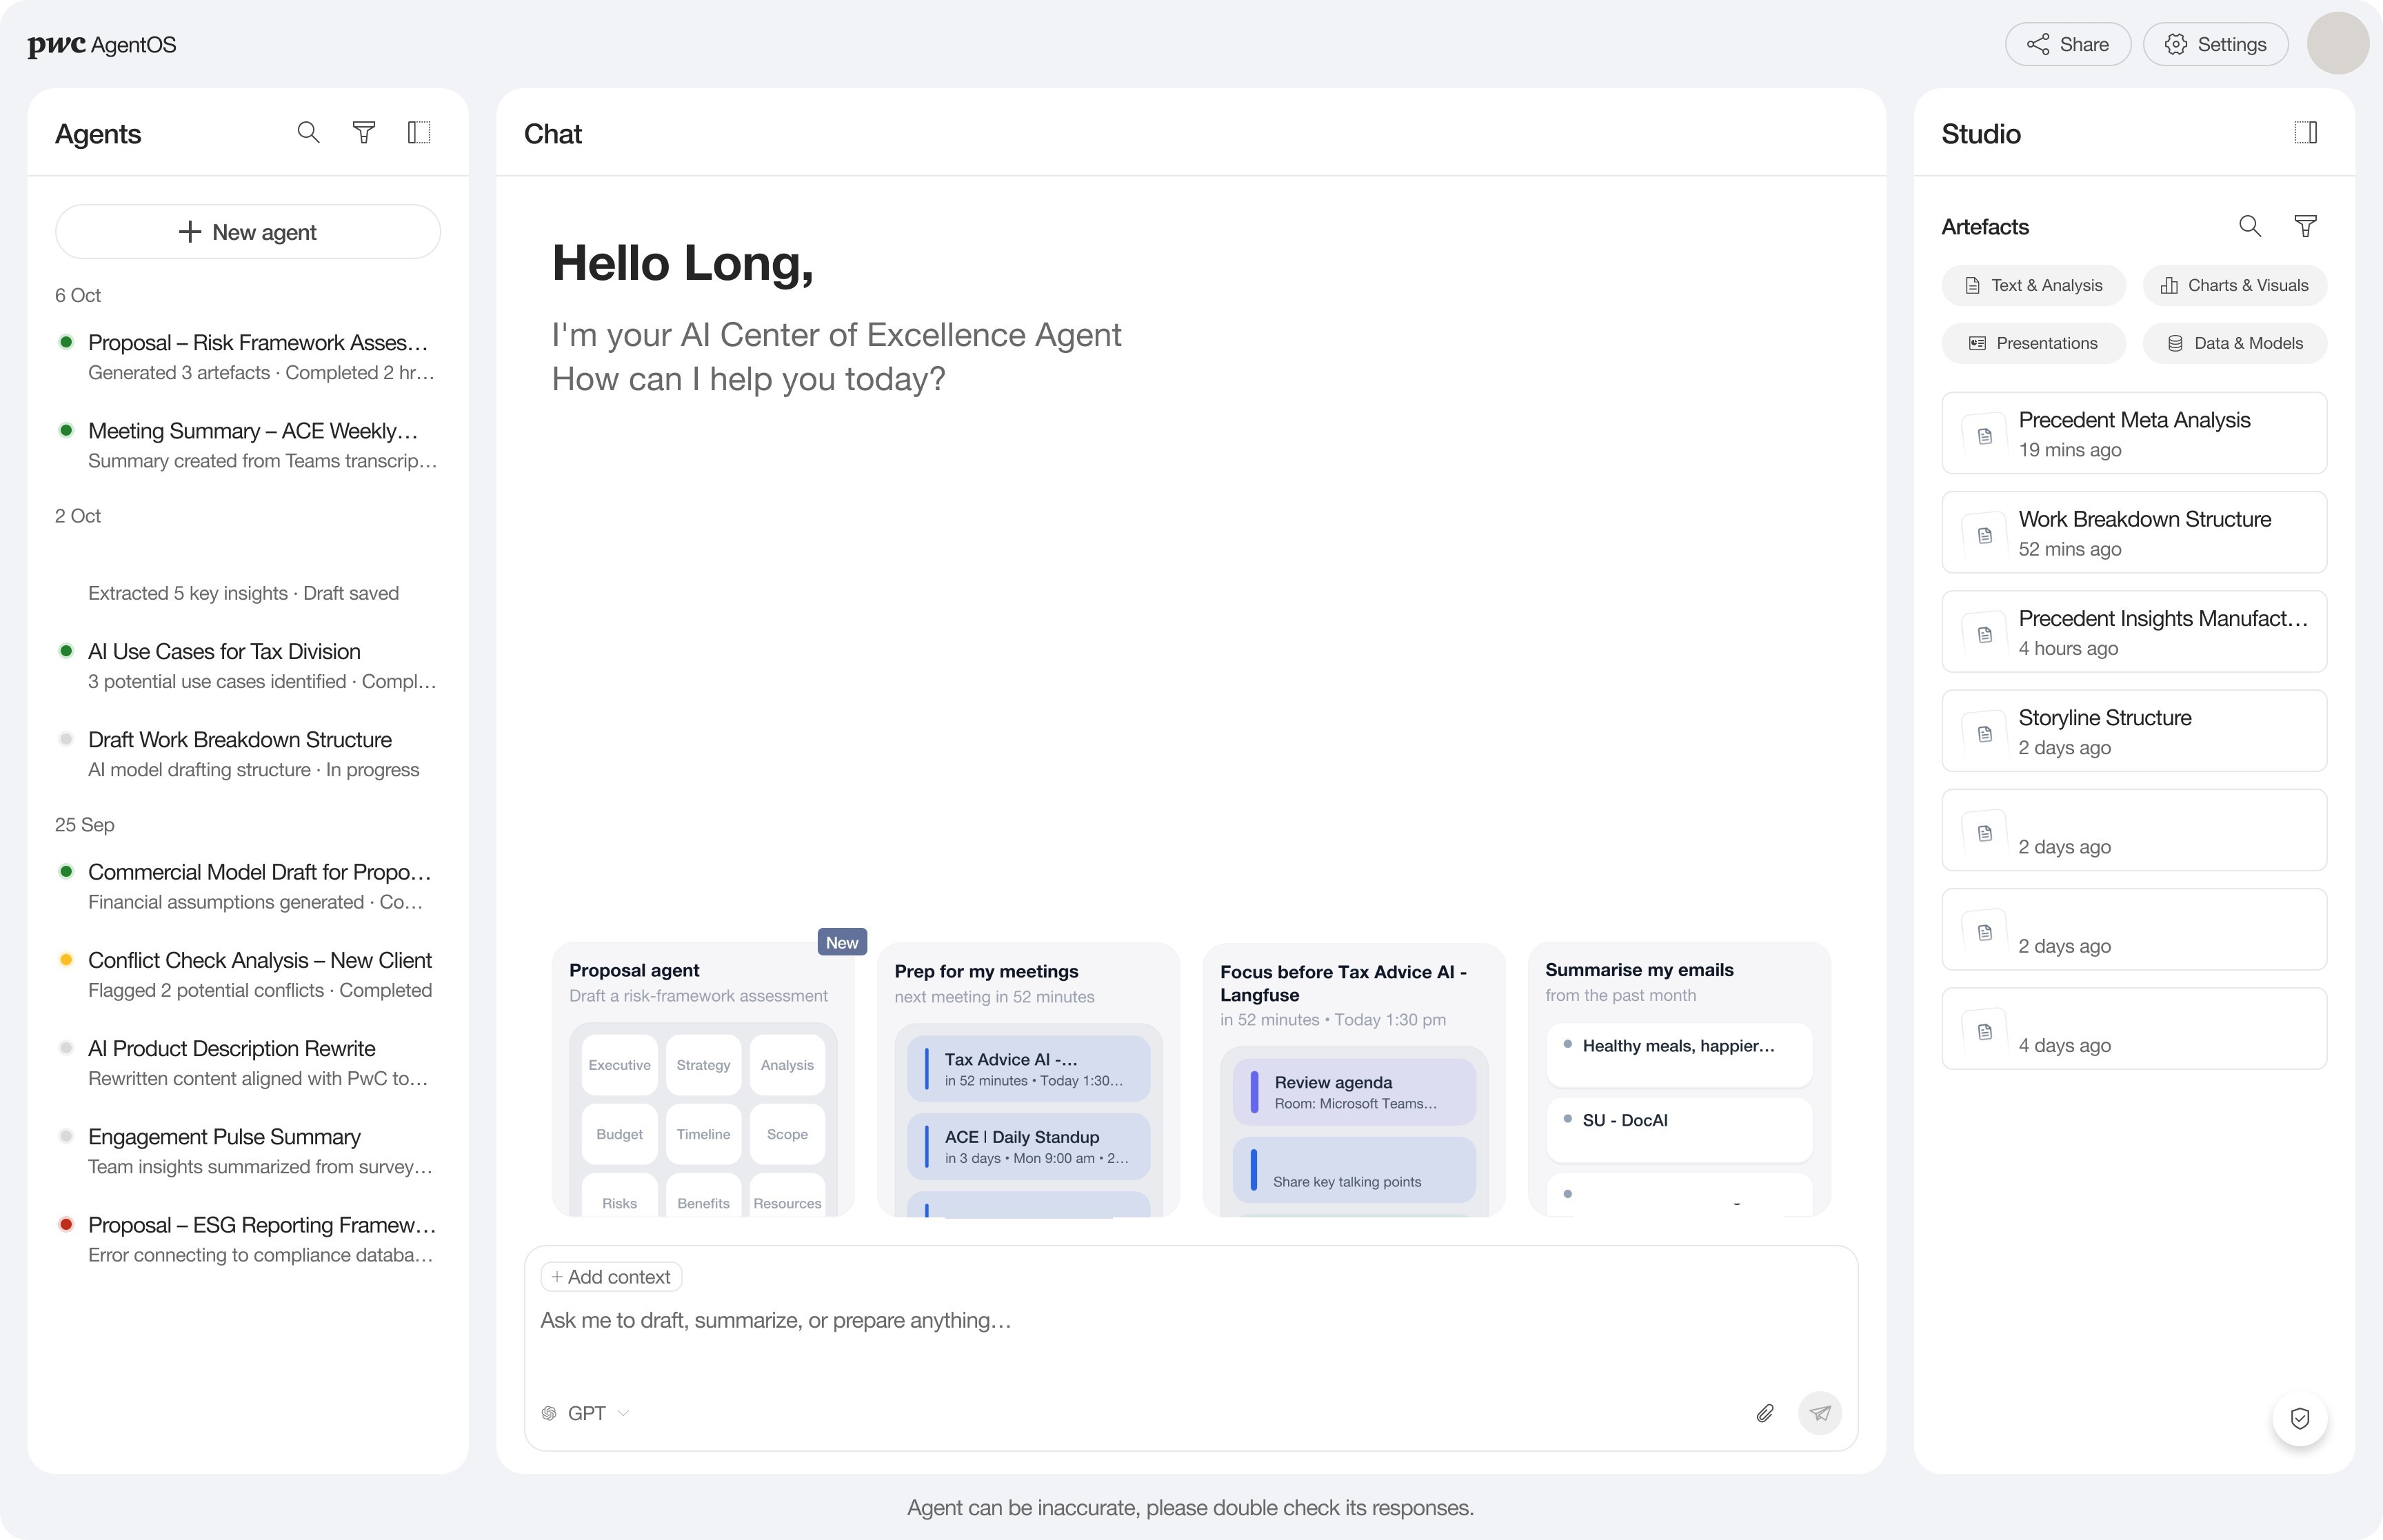 pwc AgentOS
Share
Settings
Agents
New agent
6 Oct
Proposal – Risk Framework Asses...
Generated 3 artefacts · Completed 2 hr...
Meeting Summary – ACE Weekly...
Summary created from Teams transcrip...
2 Oct
Extracted 5 key insights · Draft saved
AI Use Cases for Tax Division
3 potential use cases identified · Compl...
Draft Work Breakdown Structure
AI model drafting structure · In progress
25 Sep
Commercial Model Draft for Propo...
Financial assumptions generated · Co...
Conflict Check Analysis – New Client
Flagged 2 potential conflicts · Completed
AI Product Description Rewrite
Rewritten content aligned with PwC to...
Engagement Pulse Summary
Team insights summarized from survey...
Proposal – ESG Reporting Framew...
Error connecting to compliance databa...
Chat
Hello Long,
I'm your AI Center of Excellence Agent
How can I help you today?
New
Proposal agent
Draft a risk-framework assessment
Executive
Strategy
Analysis
Budget
Timeline
Scope
Risks
Benefits
Resources
Prep for my meetings
next meeting in 52 minutes
Tax Advice AI -...
in 52 minutes • Today 1:30...
ACE | Daily Standup
in 3 days • Mon 9:00 am • 2...
Focus before Tax Advice AI -
Langfuse
in 52 minutes • Today 1:30 pm
Review agenda
Room: Microsoft Teams...
Share key talking points
Summarise my emails
from the past month
Healthy meals, happier...
SU - DocAI
+ Add context
Ask me to draft, summarize, or prepare anything...
GPT
Studio
Artefacts
Text & Analysis
Charts & Visuals
Presentations
Data & Models
Precedent Meta Analysis
19 mins ago
Work Breakdown Structure
52 mins ago
Precedent Insights Manufact...
4 hours ago
Storyline Structure
2 days ago
2 days ago
2 days ago
4 days ago
Agent can be inaccurate, please double check its responses.